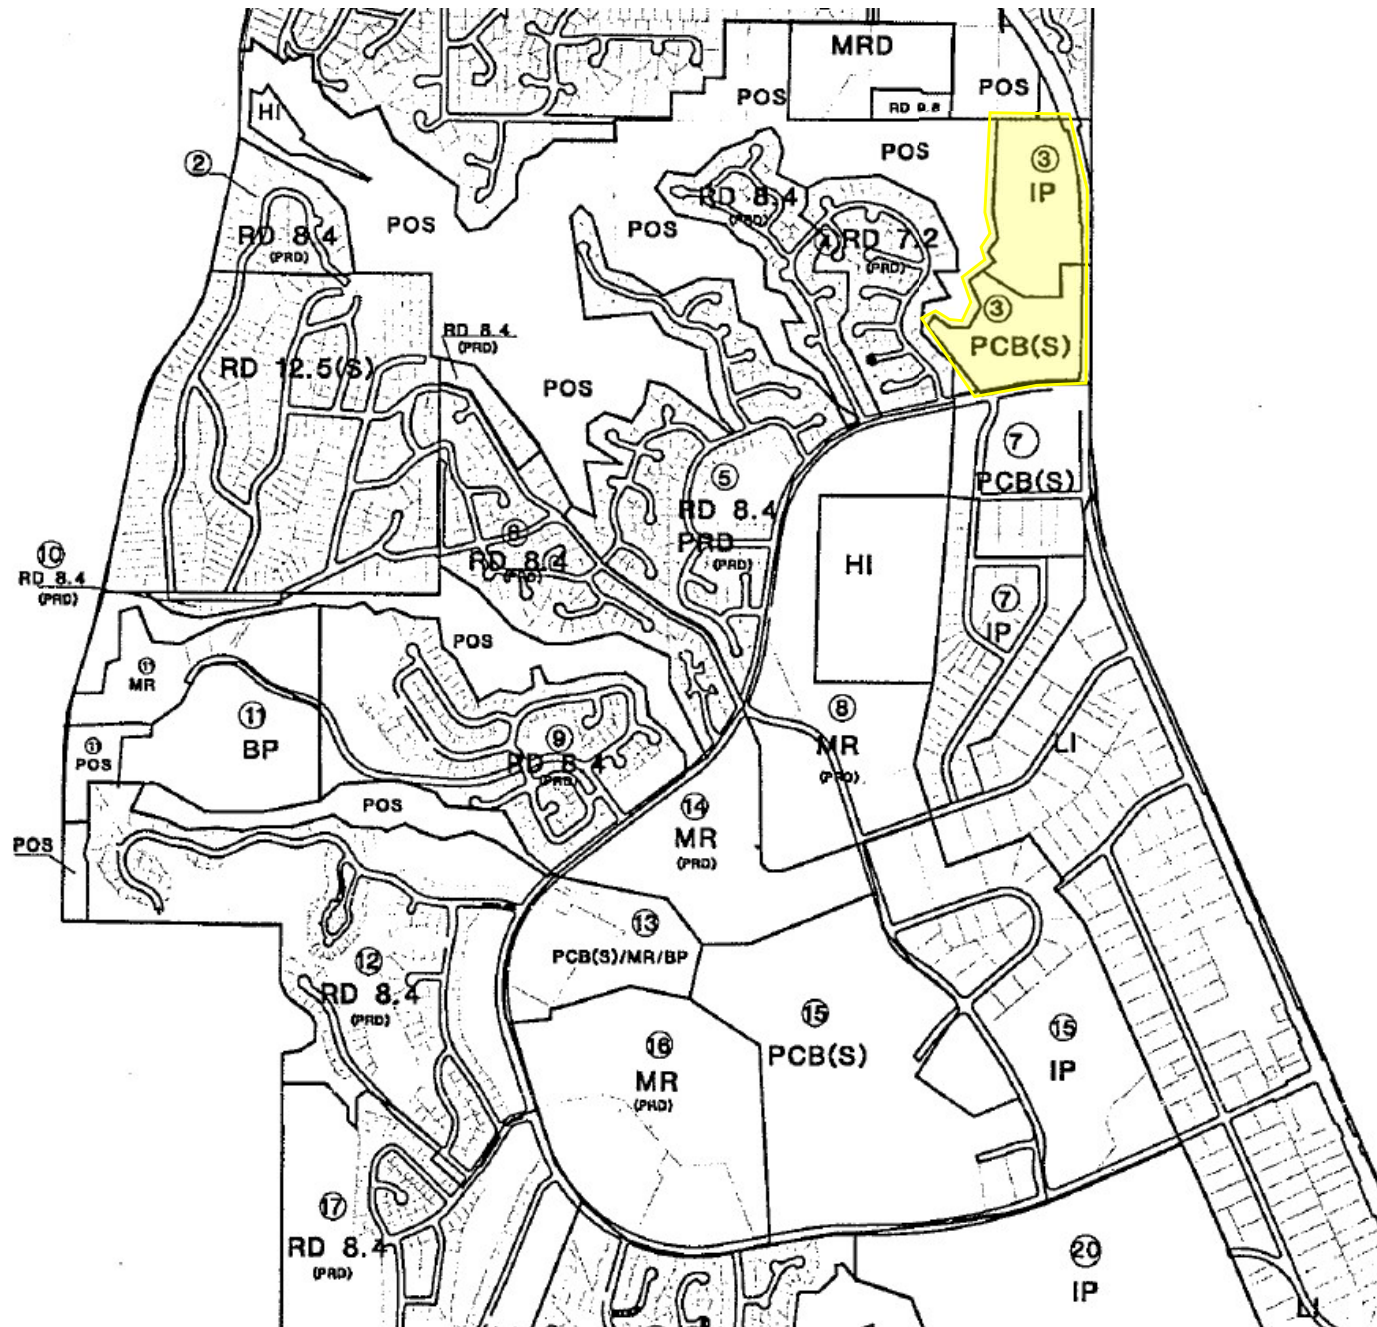 MRD
POS
POS
RD 9.6
HI
②
POS
③
IP
RD 8.4
(PRD)
POS
POS
RD 8.4
(PRD)
④
RD 7.2
(PRD)
③
PCB(S)
RD 8.4
(PRD)
RD 12.5(S)
POS
⑦
PCB(S)
⑤
RD 8.4
PRD
(PRD)
⑥
RD 8.4
(PRD)
HI
⑩
RD 8.4
(PRD)
⑦
IP
POS
⑪
MR
⑪
BP
⑧
MR
(PRD)
LI
⑪
POS
⑨
RD 8.4
(PRD)
POS
⑭
MR
(PRD)
POS
⑬
PCB(S)/MR/BP
⑫
RD 8.4
(PRD)
⑮
PCB(S)
⑮
IP
⑯
MR
(PRD)
⑰
RD 8.4
(PRD)
⑳
IP
LI